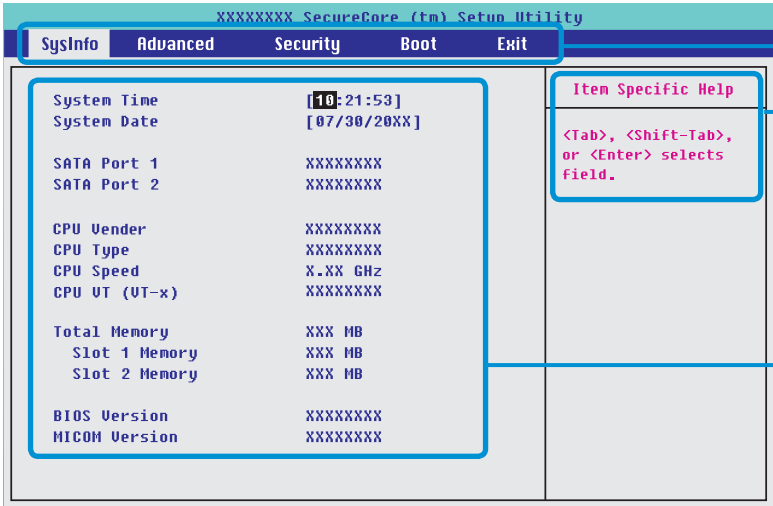 XXXXXXXX SecureCore (tm) Setup Utility
SysInfo Advanced Security Boot Exit
System Time [10:21:53]
System Date [07/30/20XX]
SATA Port 1 XXXXXXXX
SATA Port 2 XXXXXXXX
CPU Vender XXXXXXXX
CPU Type XXXXXXXX
CPU Speed X.XX GHz
CPU VT (VT-x) XXXXXXXX
Total Memory XXX MB
Slot 1 Memory XXX MB
Slot 2 Memory XXX MB
BIOS Version XXXXXXXX
MICOM Version XXXXXXXX
Item Specific Help
<Tab>, <Shift-Tab>,
or <Enter> selects
field.